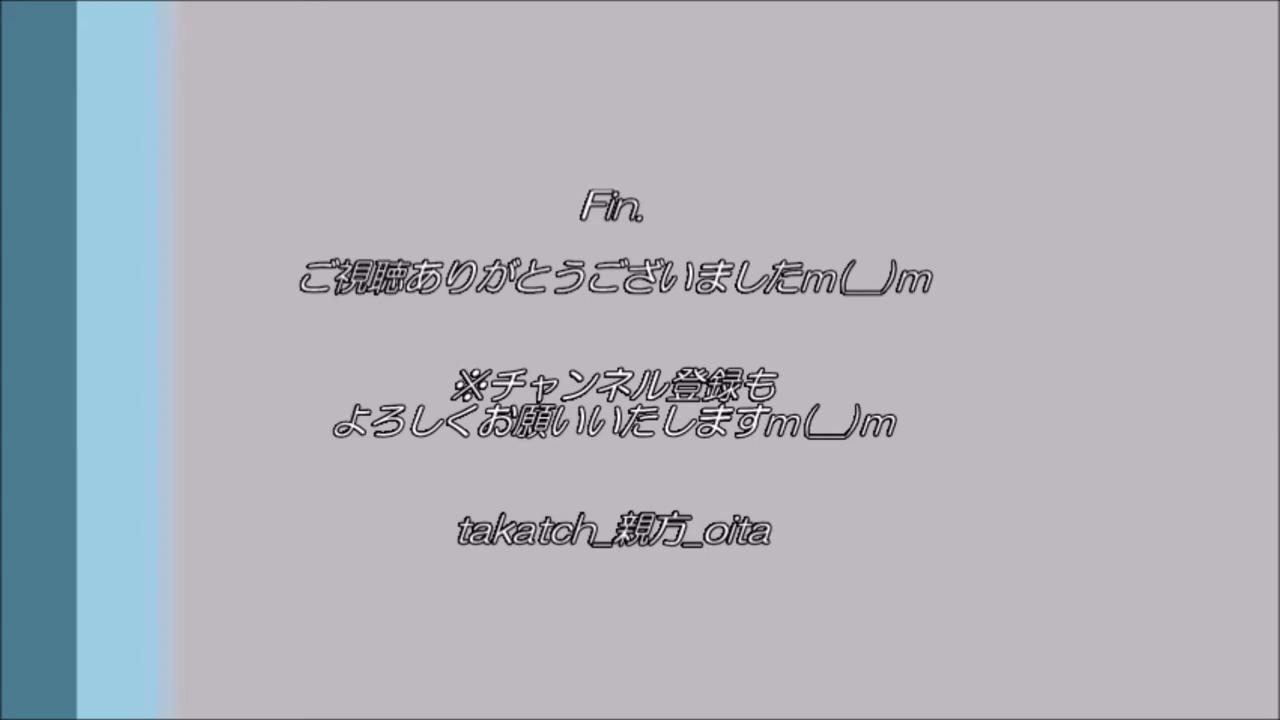 Fin.
ご視聴ありがとうございましたm(__)m
※チャンネル登録も
よろしくお願いいたしますm(__)m
takatch_親方_oita